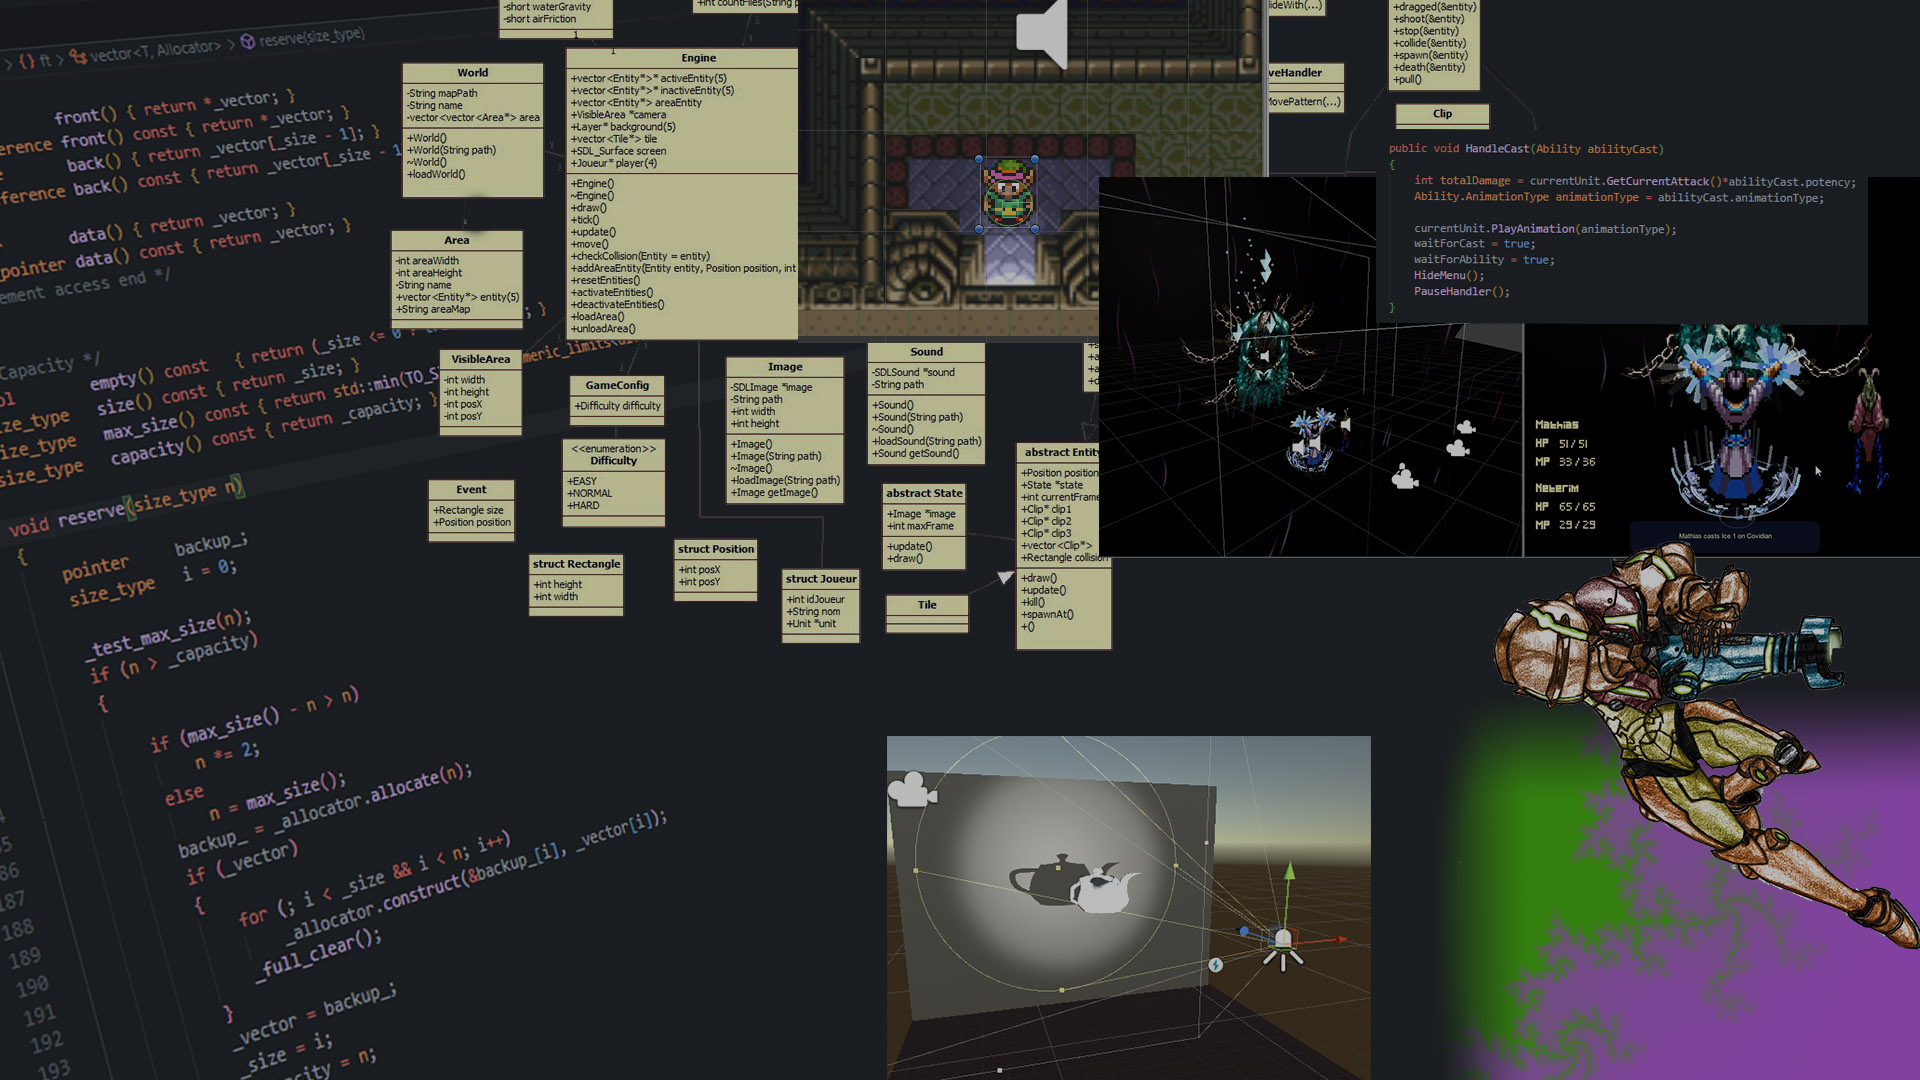 > {} ft > vector<T, Allocator> > reserve(size_type)
front() { return *_vector; }
front() const { return *_vector; }
back() { return _vector[_size - 1]; }
back() const { return _vector[_size - 1
data() { return _vector; }
_pointer data() const { return _vector; }
ement access end */
Capacity */
empty() const { return (_size <= 0
size() const { return _size; }
size_type max_size() const { return std::min(
size_type capacity() const { return _capacity; }
void reserve(size_type n)
{
pointer backup_;
size_type i = 0;
_test_max_size(n);
if (n > _capacity)
{
if (max_size() - n > n)
n *= 2;
else
n = max_size();
backup_ = _allocator.allocate(n);
if (_vector)
{
for (; i < _size && i < n; i++)
_allocator.construct(&backup_[i], _vector[i]);
_full_clear();
}
_vector = backup_;
_size = i;
= n;
187
188
189
190
191
192
193
-short waterGravity
-short airFriction
1
1
World
-String mapPath
-String name
-vector<vector<Area*> area
+World()
+World(String path)
~World()
+loadWorld()
Area
-int areaWidth
-int areaHeight
-String name
+vector<Entity*> entity(5)
+String areaMap
VisibleArea
-int width
-int height
-int posX
-int posY
Event
+Rectangle size
+Position position
Engine
+vector<Entity*>* activeEntity(5)
+vector<Entity*>* inactiveEntity(5)
+vector<Entity*> areaEntity
+VisibleArea *camera
+Layer* background(5)
+vector<Tile*> tile
+SDL_Surface screen
+Joueur* player(4)
+Engine()
~Engine()
+draw()
+tick()
+update()
+move()
+checkCollision(Entity = entity)
+addAreaEntity(Entity entity, Position position, int
+resetEntities()
+activateEntities()
+deactivateEntities()
+loadArea()
+unloadArea()
GameConfig
+Difficulty difficulty
<<enumeration>>
Difficulty
+EASY
+NORMAL
+HARD
struct Rectangle
+int height
+int width
Image
-SDLImage *image
-String path
+int width
+int height
+Image()
+Image(String path)
~Image()
+loadImage(String path)
+Image getImage()
struct Position
+int posX
+int posY
struct Joueur
+int idJoueur
+String nom
+Unit *unit
Sound
-SDLSound *sound
-String path
+Sound()
+Sound(String path)
~Sound()
+loadSound(String path)
+Sound getSound()
abstract State
+Image *image
+int maxFrame
+update()
+draw()
Tile
abstract Entity
+Position position
+State *state
+int currentFrame
+Clip* clip1
+Clip* clip2
+Clip* clip3
+vector<Clip*>
+Rectangle collision
+draw()
+update()
+kill()
+spawnAt()
+()
+int countFiles(String p
lideWith(...)
veHandler
MovePattern(...)
+dragged(&entity)
+shoot(&entity)
+stop(&entity)
+collide(&entity)
+spawn(&entity)
+death(&entity)
+pull()
Clip
public void HandleCast(Ability abilityCast)
{
int totalDamage = currentUnit.GetCurrentAttack()*abilityCast.potency;
Ability.AnimationType animationType = abilityCast.animationType;
currentUnit.PlayAnimation(animationType);
waitForCast = true;
waitForAbility = true;
HideMenu();
PauseHandler();
}
Mathias
HP 51/51
MP 33/36
Neberim
HP 65/65
MP 29/29
Mathias casts Ice 1 on Covidian